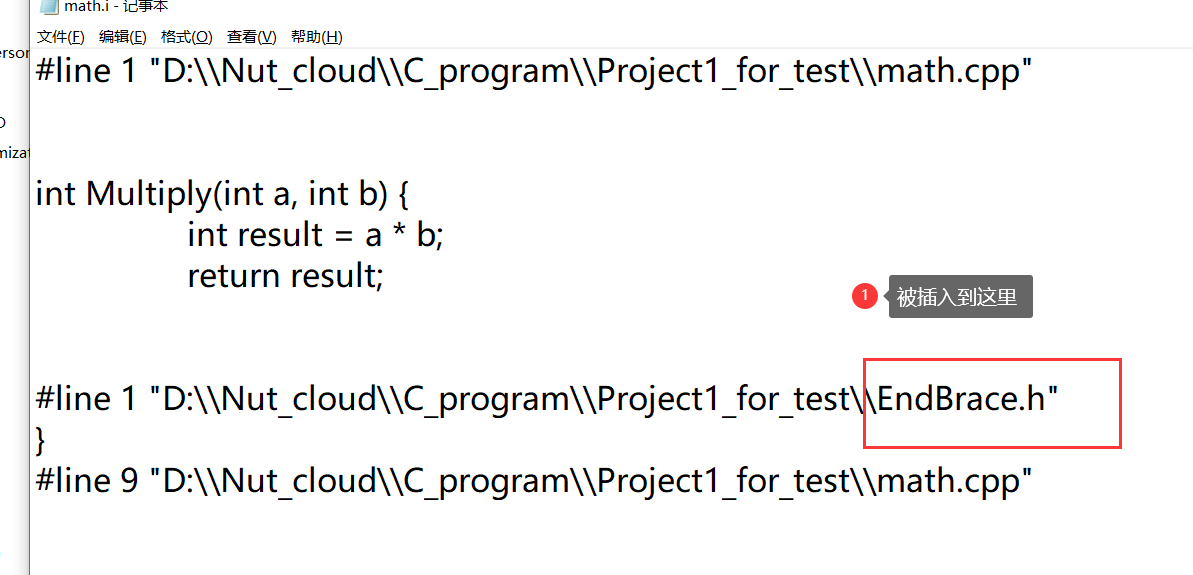 math.i - 记事本
文件(F) 编辑(E) 格式(O) 查看(V) 帮助(H)
#line 1 "D:\\Nut_cloud\\C_program\\Project1_for_test\\math.cpp"
int Multiply(int a, int b) {
int result = a * b;
return result;
1 被插入到这里
#line 1 "D:\\Nut_cloud\\C_program\\Project1_for_test\\EndBrace.h"
}
#line 9 "D:\\Nut_cloud\\C_program\\Project1_for_test\\math.cpp"